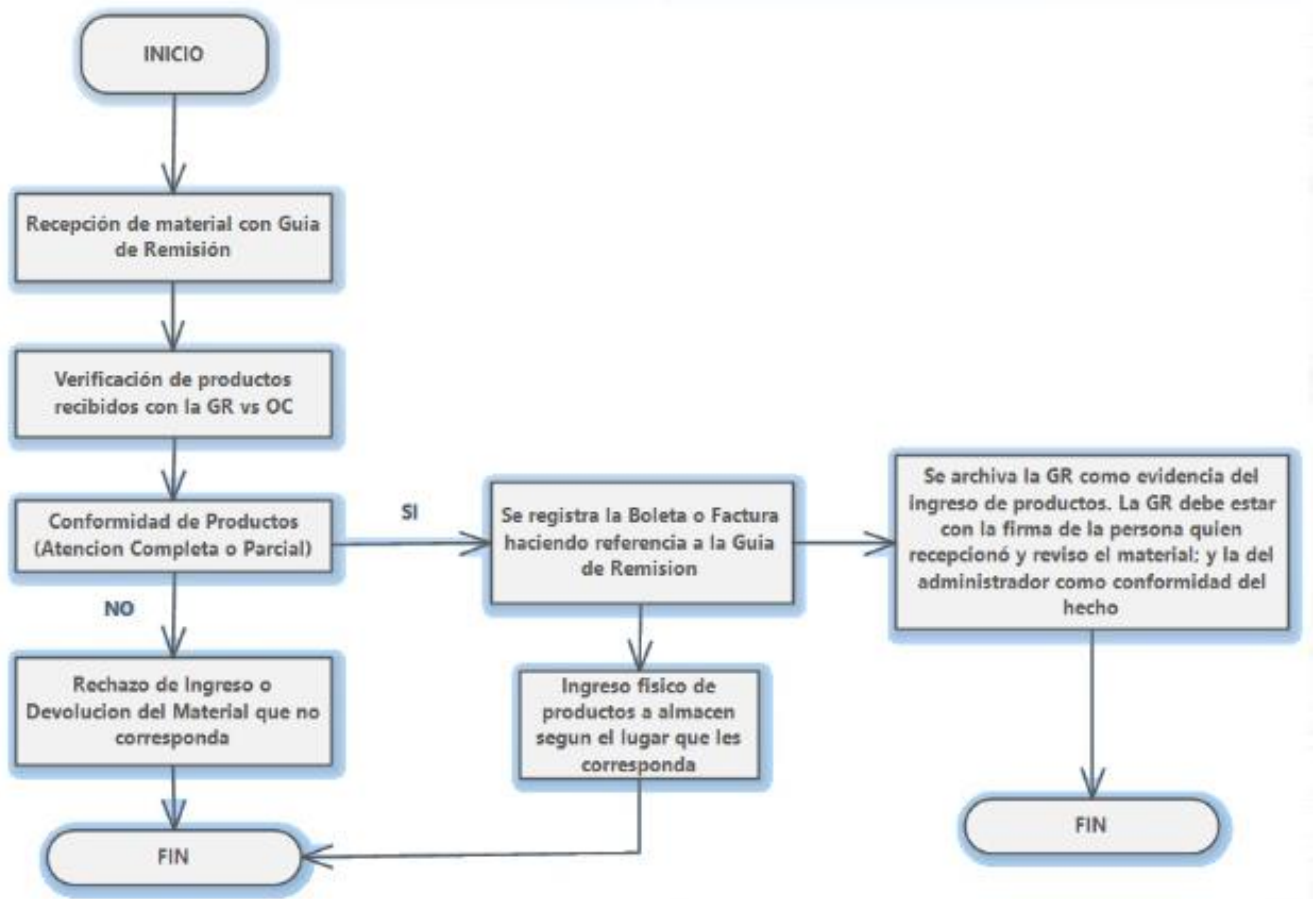 INICIO
Recepción de material con Guia
de Remisión
Verificación de productos
recibidos con la GR vs OC
Conformidad de Productos
(Atencion Completa o Parcial)
SI
NO
Se registra la Boleta o Factura
haciendo referencia a la Guia
de Remision
Se archiva la GR como evidencia del
ingreso de productos. La GR debe estar
con la firma de la persona quien
recepcionó y reviso el material; y la del
administrador como conformidad del
hecho
Rechazo de Ingreso o
Devolucion del Material que no
corresponda
Ingreso fisico de
productos a almacen
segun el lugar que les
corresponda
FIN
FIN